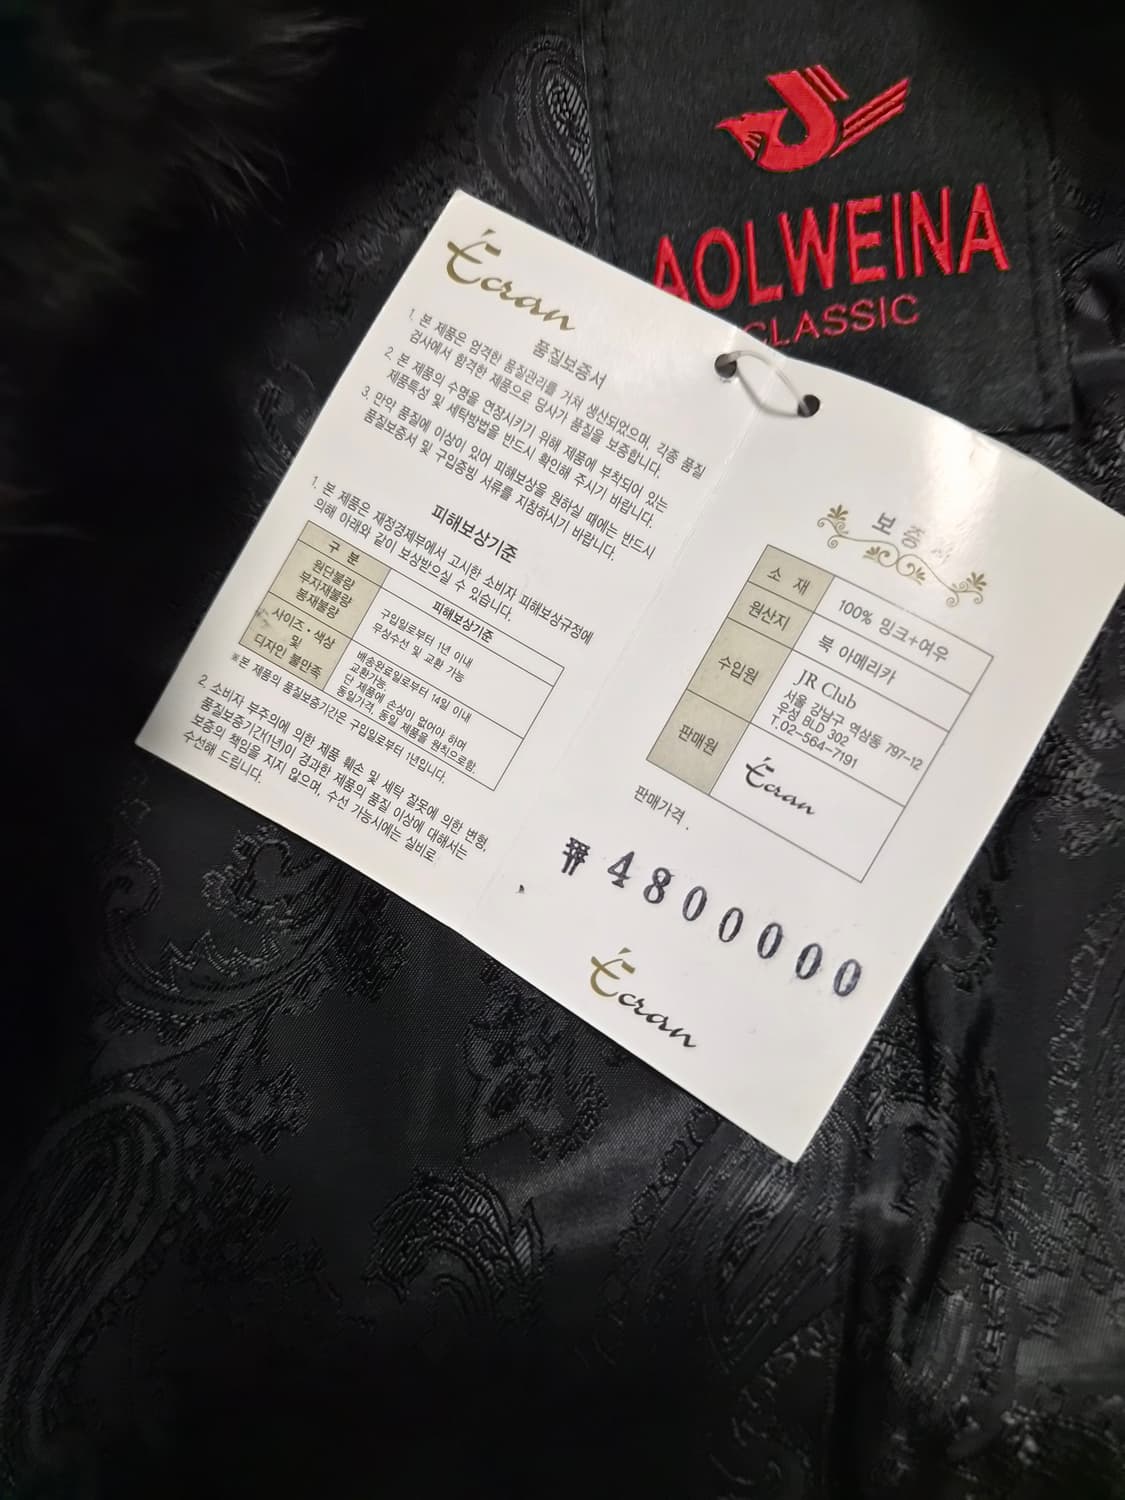 AOLWEINA
CLASSIC
Écran
품질보증서
1. 본 제품은 엄격한 품질관리를 거쳐 생산되었으며, 각종 품질
검사에서 합격한 제품으로 당사가 품질을 보증합니다.
2. 본 제품의 수명을 연장시키기 위해 제품에 부착되어 있는
제품특성 및 세탁방법을 반드시 확인해 주시기 바랍니다.
3. 만약 품질에 이상이 있어 피해보상을 원하실 때에는 반드시
품질보증서 및 구입증빙 서류를 지참하시기 바랍니다.
피해보상기준
1. 본 제품은 재정경제부에서 고시한 소비자 피해보상규정에
의해 아래와 같이 보상받으실 수 있습니다.
구 분
피해보상기준
원단불량
부자재불량
봉재불량
구입일로부터 1년 이내
무상수선 및 교환 가능
사이즈·색상
및
디자인 불만족
배송완료일로부터 14일 이내
교환가능.
단 제품에 손상이 없어야 하며
동일가격, 동일 제품을 원칙으로함.
※본 제품의 품질보증기간은 구입일로부터 1년입니다.
2. 소비자 부주의에 의한 제품 훼손 및 세탁 잘못에 의한 변형,
품질보증기간(1년)이 경과한 제품의 품질 이상에 대해서는
보증의 책임을 지지 않으며, 수선 가능시에는 실비로
수선해 드립니다.
보증서
소 재
100% 밍크+여우
원산지
북 아메리카
수입원
JR Club
서울 강남구 역삼동 797-12
우성 BLD 302
T.02-564-7191
판매원
Écran
판매가격 .
₩4800000
Écran